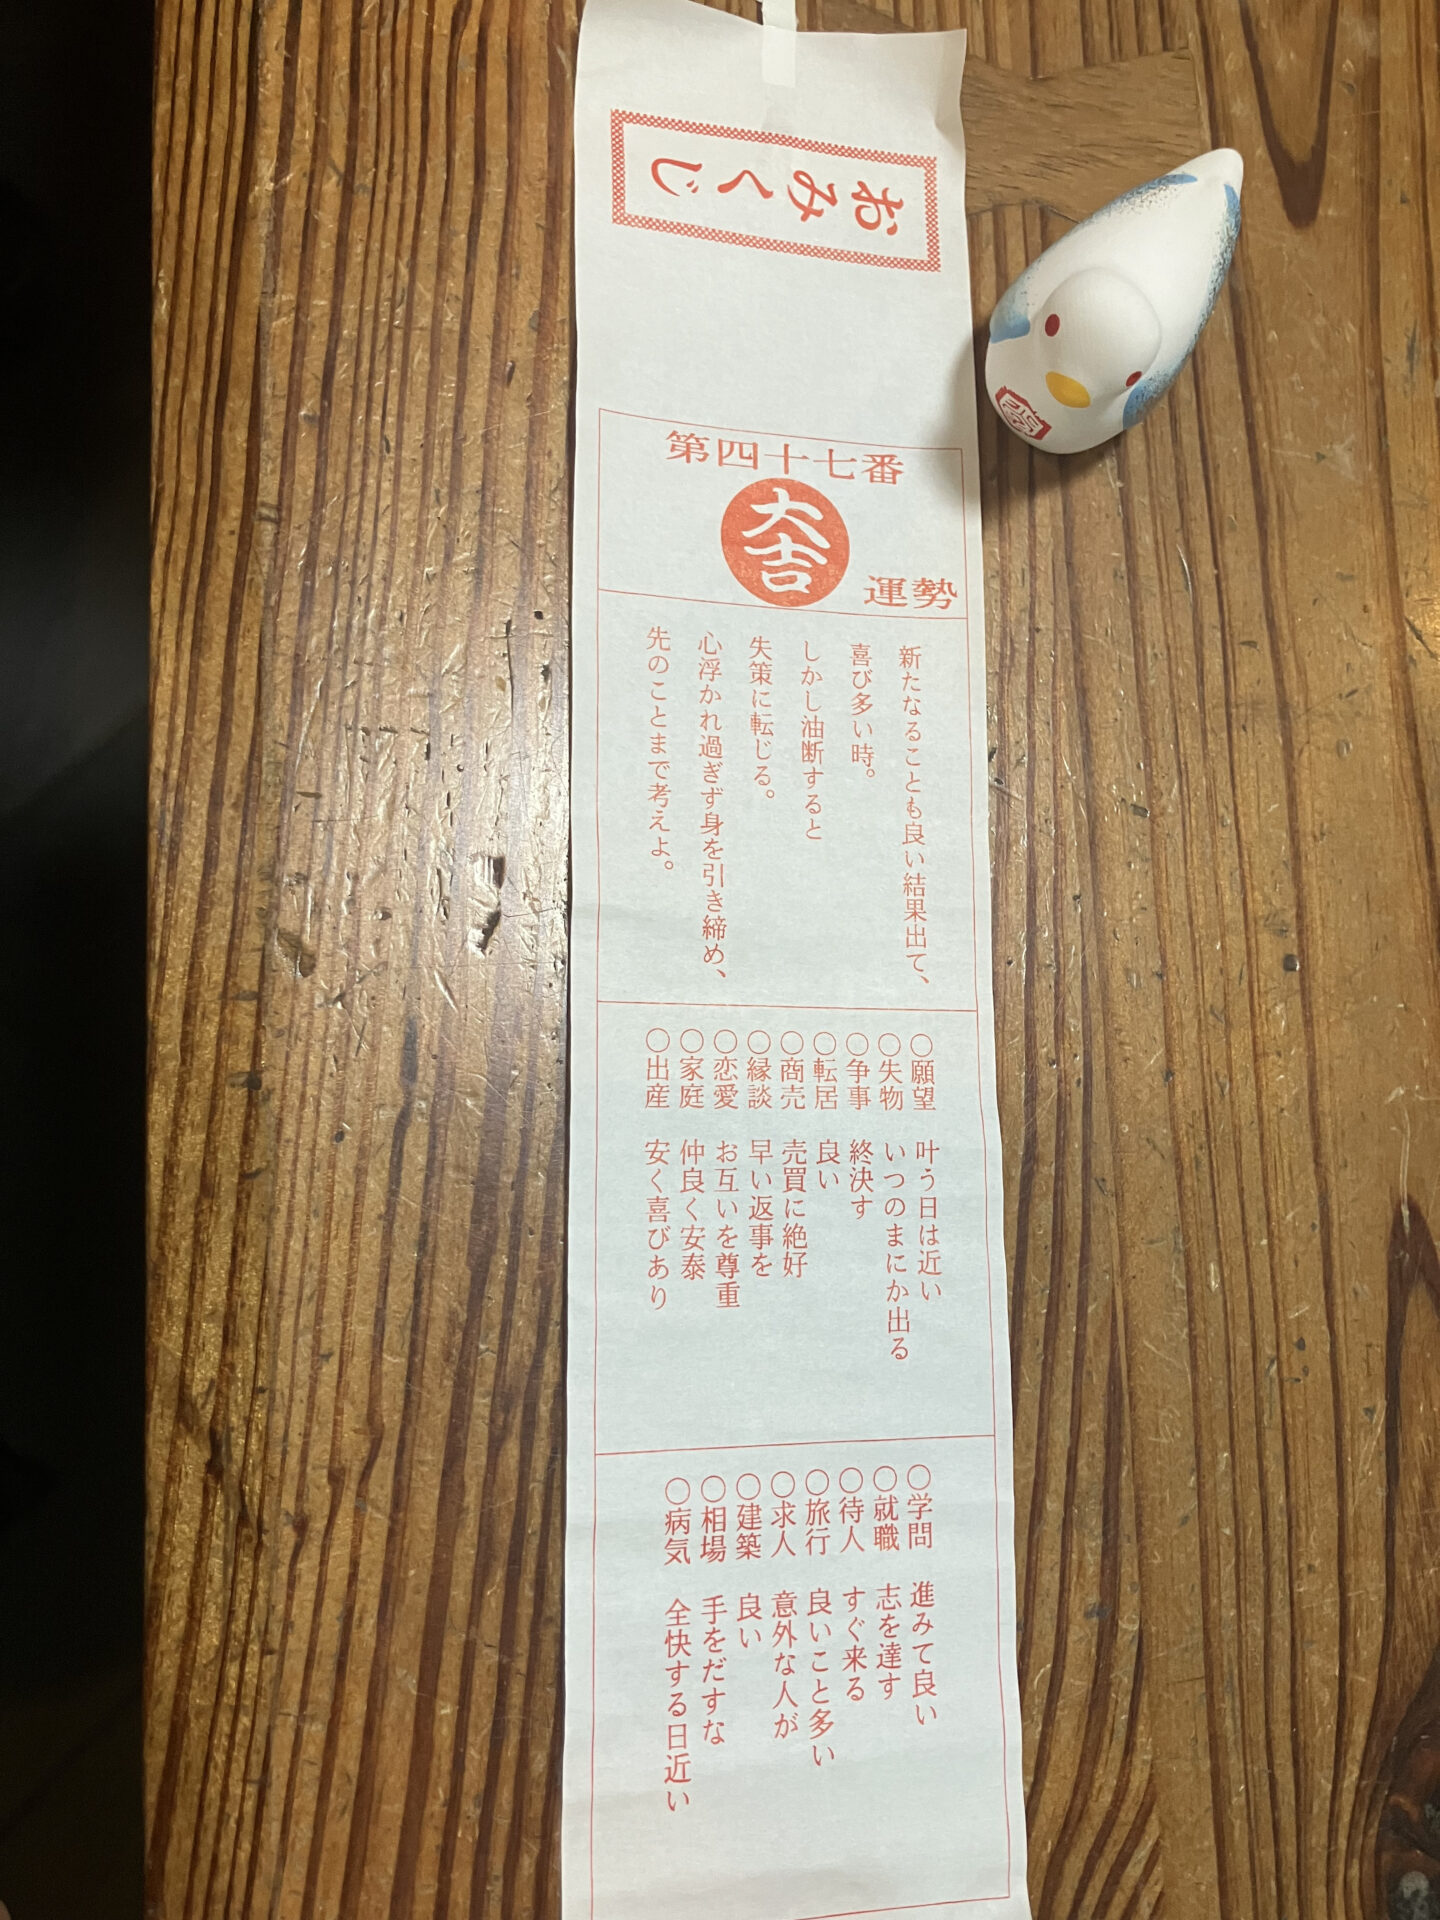 おみくじ
第四十七番
大吉
運勢
新たなることも良い結果出て、
喜び多い時。
しかし油断すると
失策に転じる。
心浮かれ過ぎず身を引き締め、
先のことまで考えよ。
○願望 叶う日は近い
○失物 いつのまにか出る
○争事 終決す
○転居 良い
○商売 売買に絶好
○縁談 早い返事を
○恋愛 お互いを尊重
○家庭 仲良く安泰
○出産 安く喜びあり
○学問 進みて良い
○就職 志を達す
○待人 すぐ来る
○旅行 良いこと多い
○求人 意外な人が
○建築 良い
○相場 手をだすな
○病気 全快する日近い